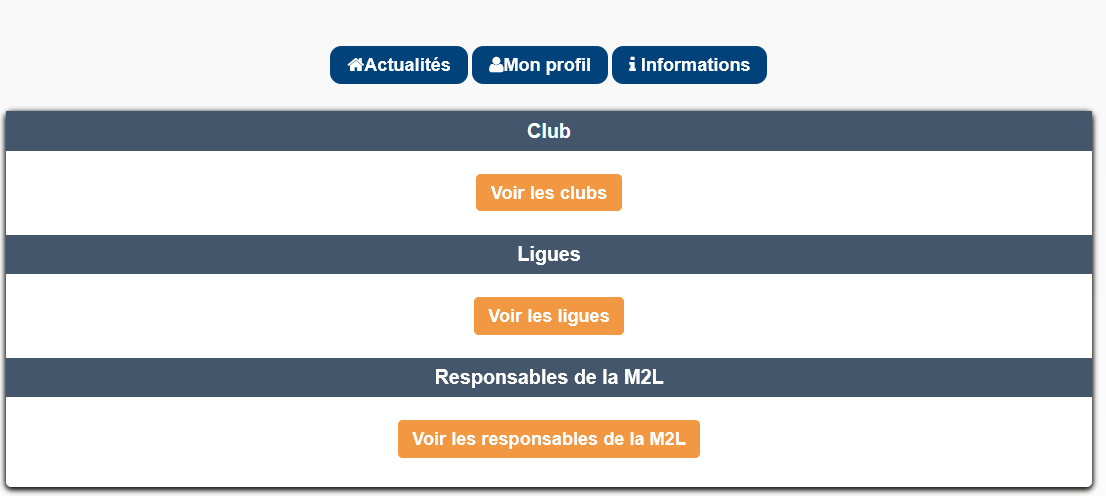 Actualités Mon profil Informations
Club
Voir les clubs
Ligues
Voir les ligues
Responsables de la M2L
Voir les responsables de la M2L